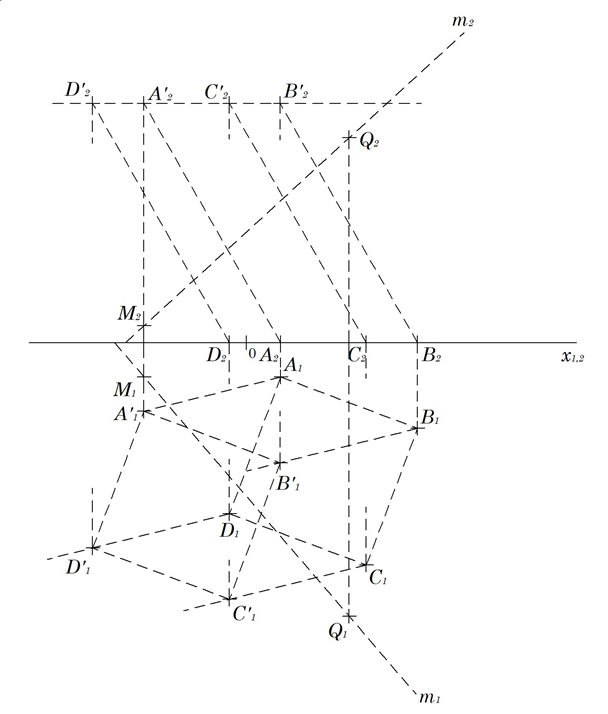 m₂
D'₂ A'₂ C'₂ B'₂
Q₂
M₂
D₂ 0 A₂ C₂ B₂ x₁,₂
A₁
M₁
A'₁ B₁
B'₁
D₁
D'₁ C₁
C'₁
Q₁
m₁